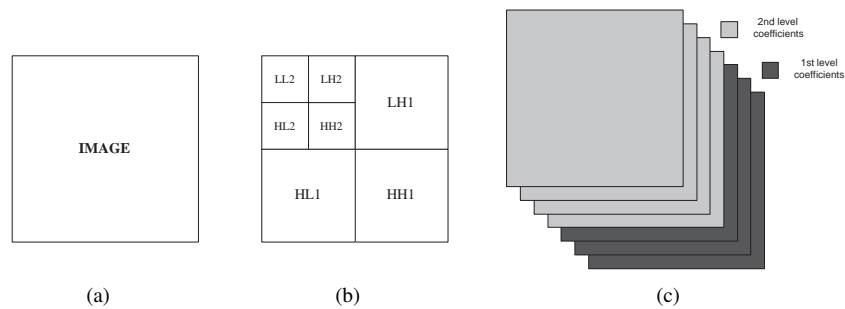 IMAGE
LL2
LH2
HL2
HH2
LH1
HL1
HH1
2nd level
coefficients
1st level
coefficients
(a)
(b)
(c)